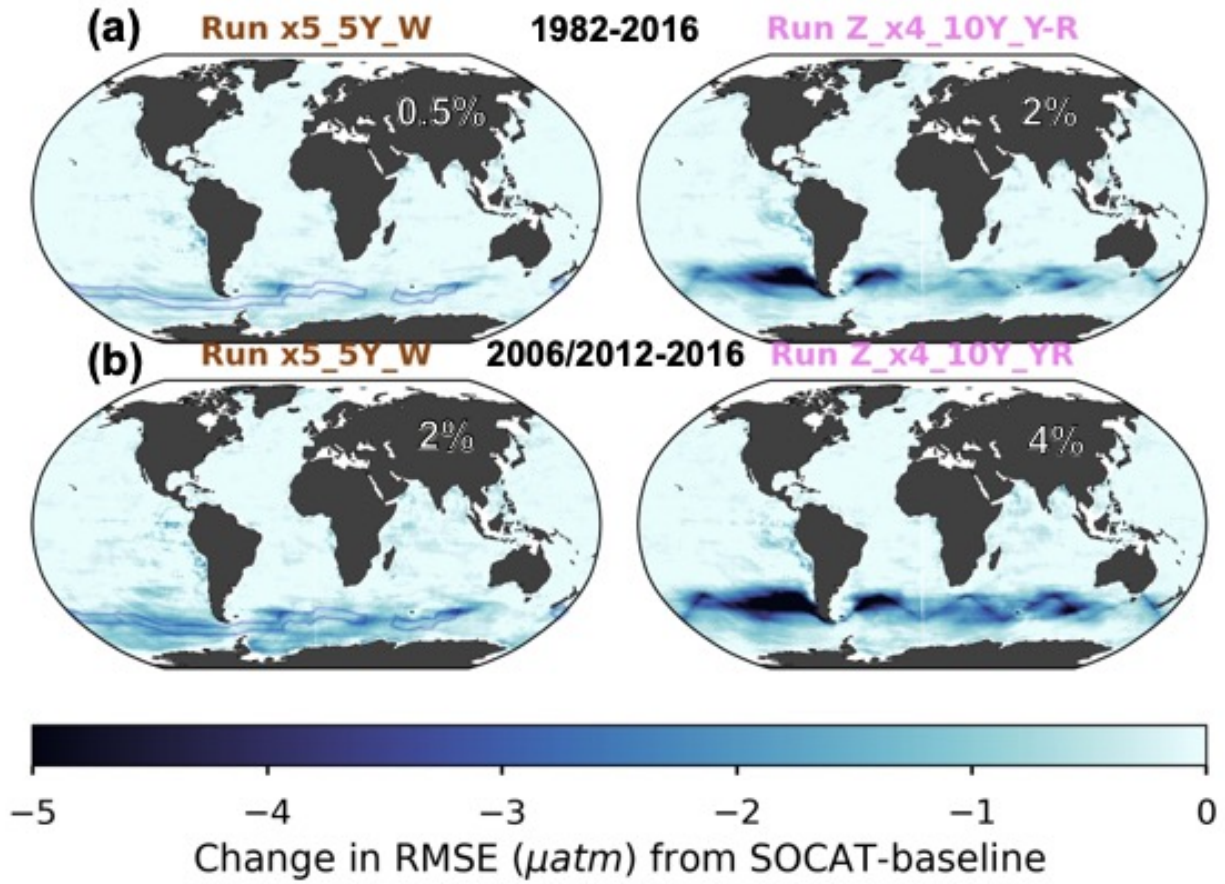 (a) Run x5_5Y_W 1982-2016 Run Z_x4_10Y_Y-R
0.5% 2%
(b) Run x5_5Y_W 2006/2012-2016 Run Z_x4_10Y_YR
2% 4%
−5 −4 −3 −2 −1 0
Change in RMSE (μatm) from SOCAT-baseline